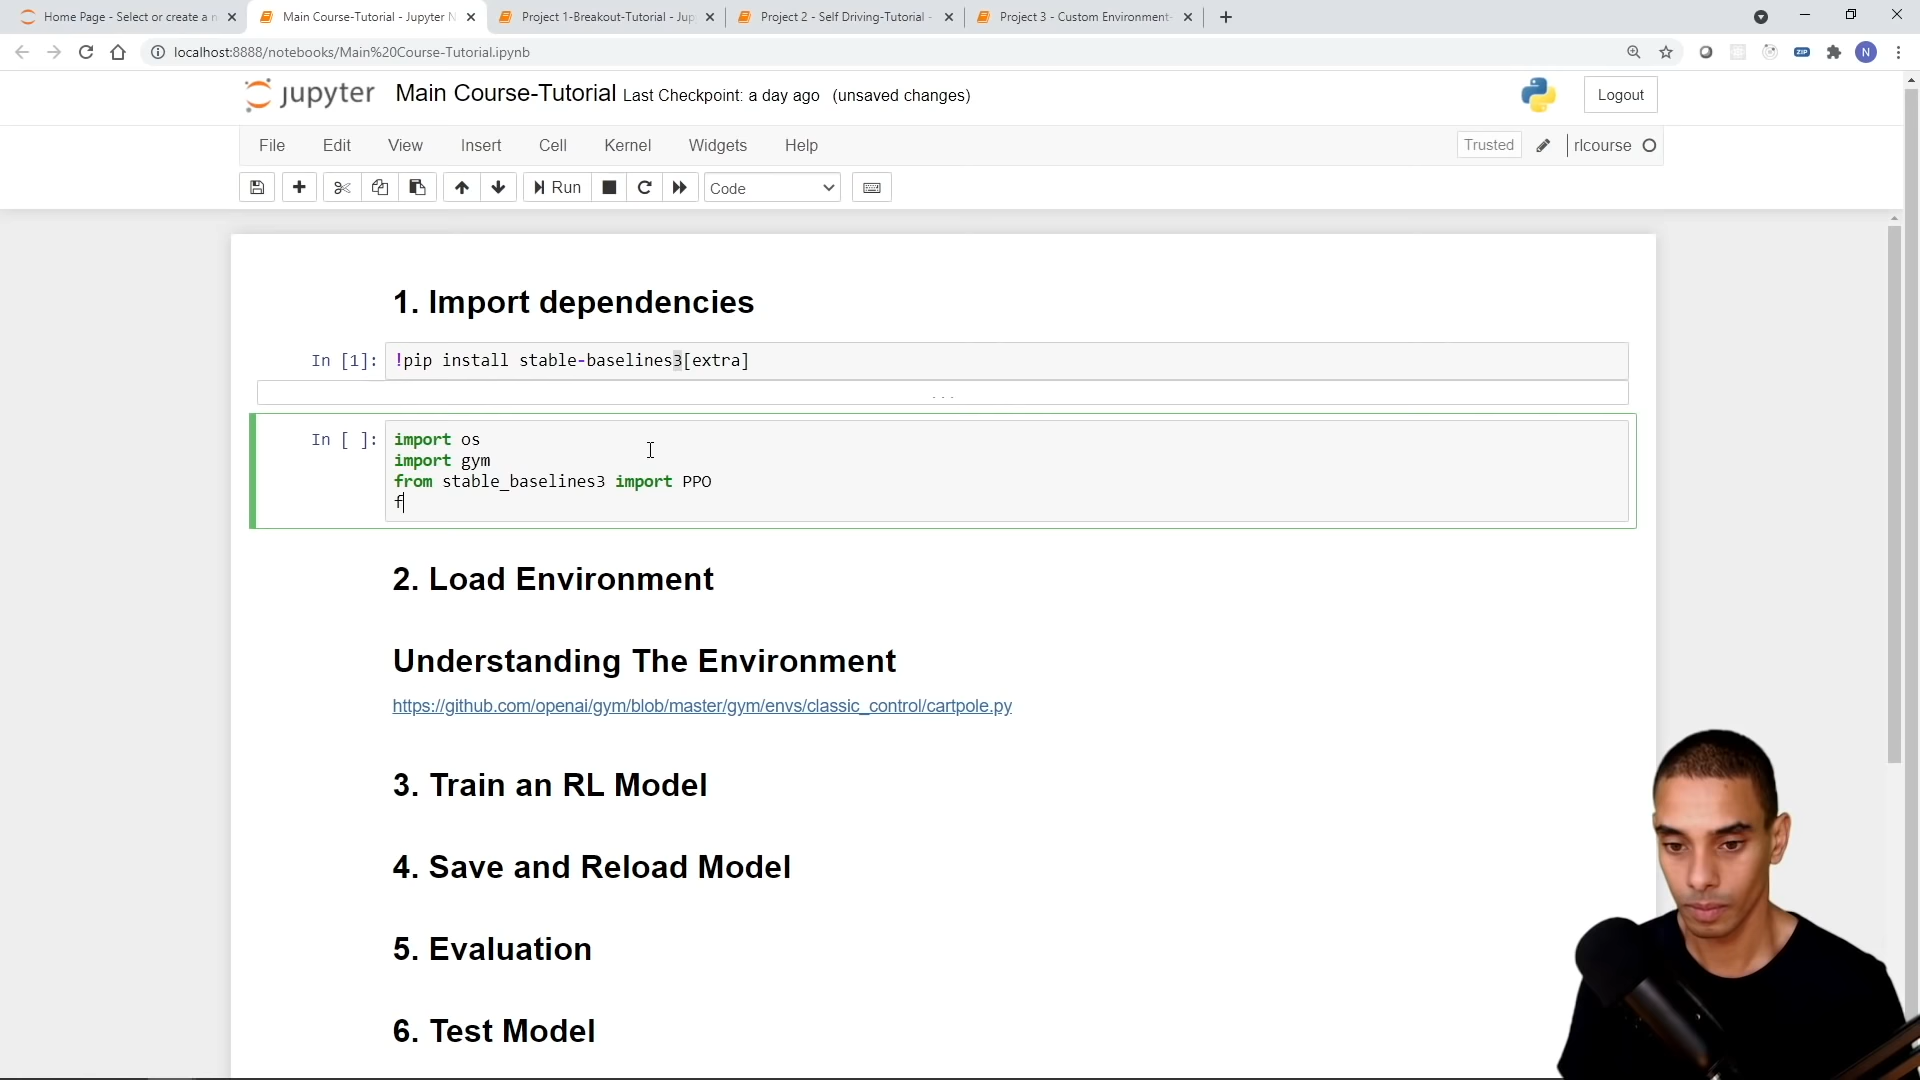 Home Page - Select or create a n
Main Course-Tutorial - Jupyter N
Project 1-Breakout-Tutorial - Jup
Project 2 - Self Driving-Tutorial -
Project 3 - Custom Environment-
localhost:8888/notebooks/Main%20Course-Tutorial.ipynb
ZIP
N
jupyter Main Course-Tutorial Last Checkpoint: a day ago (unsaved changes)
Logout
File Edit View Insert Cell Kernel Widgets Help
Trusted
rlcourse
Run
Code
1. Import dependencies
In [1]: !pip install stable-baselines3[extra]
...
In [ ]: import os
import gym
from stable_baselines3 import PPO
f
2. Load Environment
Understanding The Environment
https://github.com/openai/gym/blob/master/gym/envs/classic_control/cartpole.py
3. Train an RL Model
4. Save and Reload Model
5. Evaluation
6. Test Model